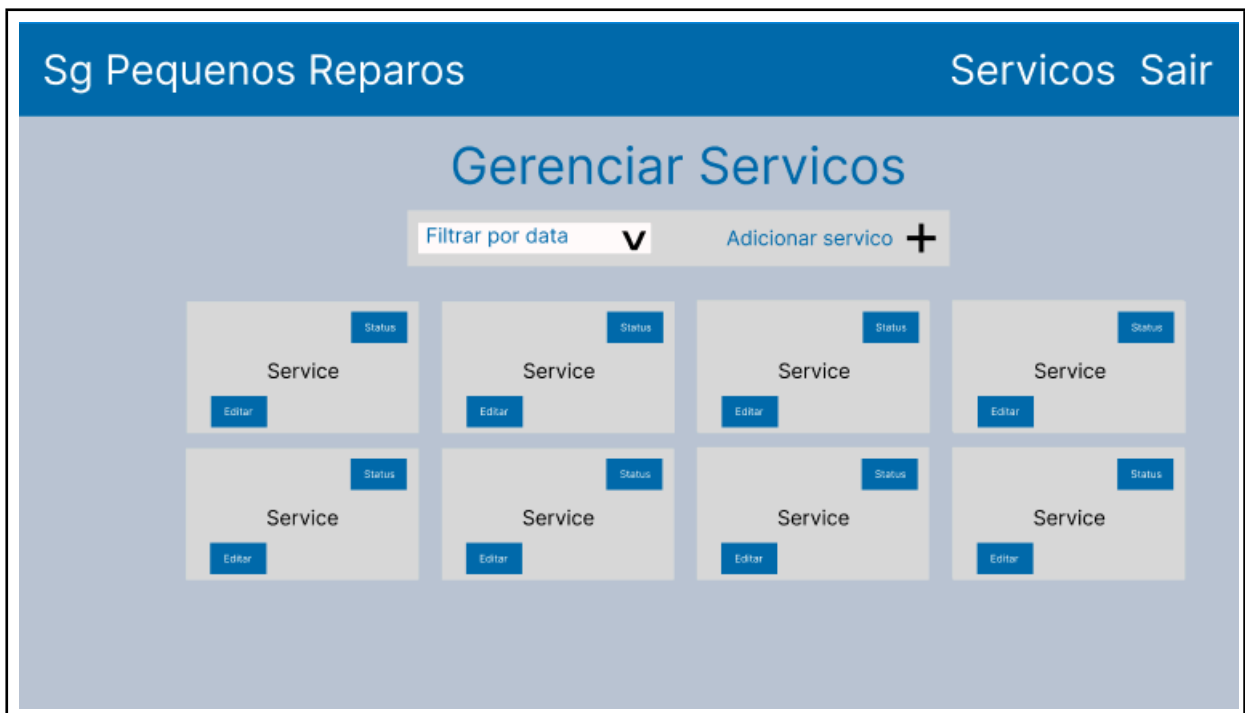 Sg Pequenos Reparos Servicos Sair
Gerenciar Servicos
Filtrar por data V Adicionar servico +
Status Status Status Status
Service Service Service Service
Editar Editar Editar Editar
Status Status Status Status
Service Service Service Service
Editar Editar Editar Editar